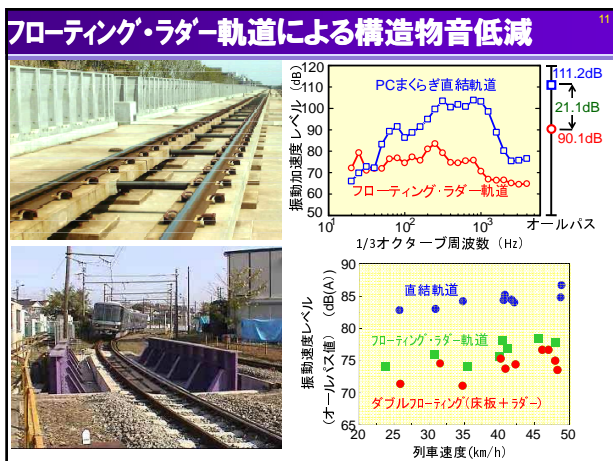 フローティング・ラダー軌道による構造物音低減
11
振動加速度レベル (dB)
120
110
100
90
80
70
60
50
PCまくらぎ直結軌道
フローティング・ラダー軌道
10¹
10²
10³
オールパス
1/3オクターブ周波数 (Hz)
111.2dB
21.1dB
90.1dB
振動速度レベル
(オールパス値) (dB(A))
90
85
80
75
70
65
直結軌道
フローティング・ラダー軌道
ダブルフローティング(床板+ラダー)
20
25
30
35
40
45
50
列車速度(km/h)